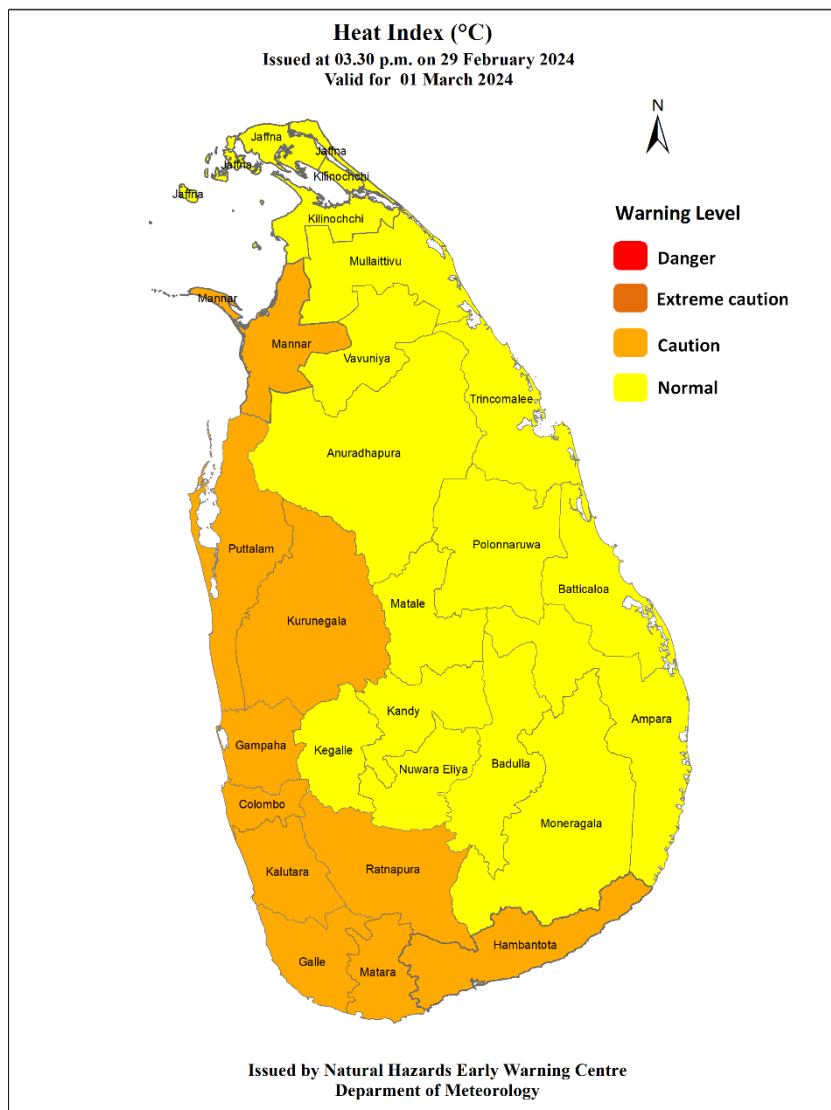 Heat Index (°C)
Issued at 03.30 p.m. on 29 February 2024
Valid for 01 March 2024
N
Warning Level
Danger
Extreme caution
Caution
Normal
Jaffna
Jaffna
Jaffna
Kilinochchi
Jaffna
Kilinochchi
Mullaittivu
Mannar
Mannar
Vavuniya
Trincomalee
Anuradhapura
Puttalam
Polonnaruwa
Batticaloa
Matale
Kurunegala
Kandy
Ampara
Gampaha
Kegalle
Nuwara Eliya
Badulla
Colombo
Moneragala
Kalutara
Ratnapura
Hambantota
Galle
Matara
Issued by Natural Hazards Early Warning Centre
Deparment of Meteorology